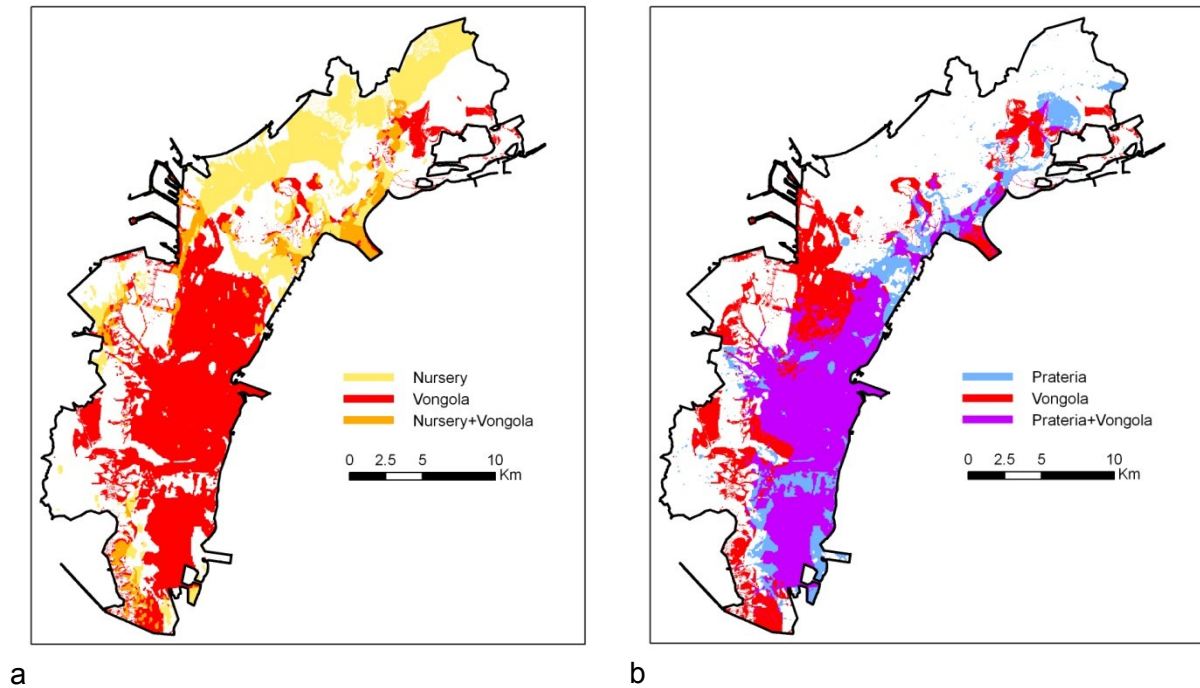 Nursery
Vongola
Nursery+Vongola
0 2.5 5 10
Km
a
Prateria
Vongola
Prateria+Vongola
0 2.5 5 10
Km
b